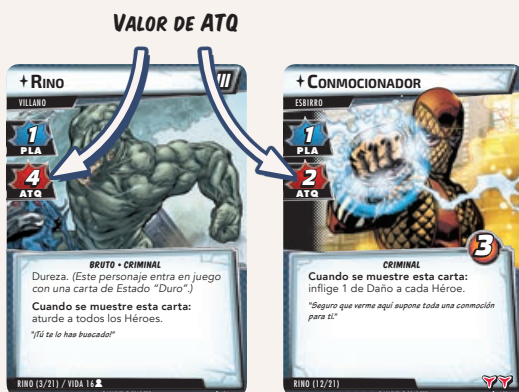 VALOR DE ATQ
RINO
III
VILLANO
1
PLA
4
ATQ
BRUTO • CRIMINAL
Dureza. (Este personaje entra en juego
con una carta de Estado "Duro".)
Cuando se muestre esta carta:
aturde a todos los Héroes.
"¡Tú te lo has buscado!"
RINO (3/21) / VIDA 16
CONMOCIONADOR
ESBIRRO
1
PLA
2
ATQ
3
CRIMINAL
Cuando se muestre esta carta:
inflige 1 de Daño a cada Héroe.
"Seguro que verme aquí supone toda una conmoción
para ti."
RINO (12/21)